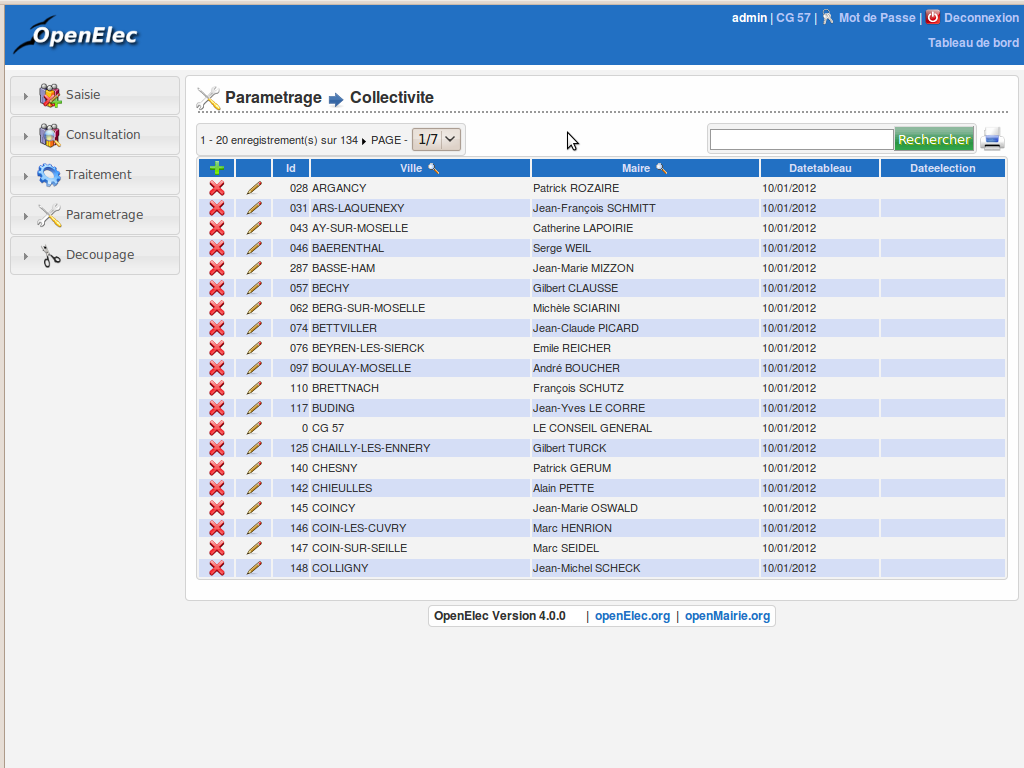 OpenElec
admin | CG 57 | Mot de Passe | Deconnexion
Tableau de bord
Saisie
Consultation
Traitement
Parametrage
Decoupage
Parametrage Collectivite
1 - 20 enregistrement(s) sur 134 PAGE - 1/7 Rechercher
Id Ville Maire Datetableau Dateelection
028 ARGANCY Patrick ROZAIRE 10/01/2012
031 ARS-LAQUENEXY Jean-François SCHMITT 10/01/2012
043 AY-SUR-MOSELLE Catherine LAPOIRIE 10/01/2012
046 BAERENTHAL Serge WEIL 10/01/2012
287 BASSE-HAM Jean-Marie MIZZON 10/01/2012
057 BECHY Gilbert CLAUSSE 10/01/2012
062 BERG-SUR-MOSELLE Michèle SCIARINI 10/01/2012
074 BETTVILLER Jean-Claude PICARD 10/01/2012
076 BEYREN-LES-SIERCK Emile REICHER 10/01/2012
097 BOULAY-MOSELLE André BOUCHER 10/01/2012
110 BRETTNACH François SCHUTZ 10/01/2012
117 BUDING Jean-Yves LE CORRE 10/01/2012
0 CG 57 LE CONSEIL GENERAL 10/01/2012
125 CHAILLY-LES-ENNERY Gilbert TURCK 10/01/2012
140 CHESNY Patrick GERUM 10/01/2012
142 CHIEULLES Alain PETTE 10/01/2012
145 COINCY Jean-Marie OSWALD 10/01/2012
146 COIN-LES-CUVRY Marc HENRION 10/01/2012
147 COIN-SUR-SEILLE Marc SEIDEL 10/01/2012
148 COLLIGNY Jean-Michel SCHECK 10/01/2012
OpenElec Version 4.0.0 | openElec.org | openMairie.org